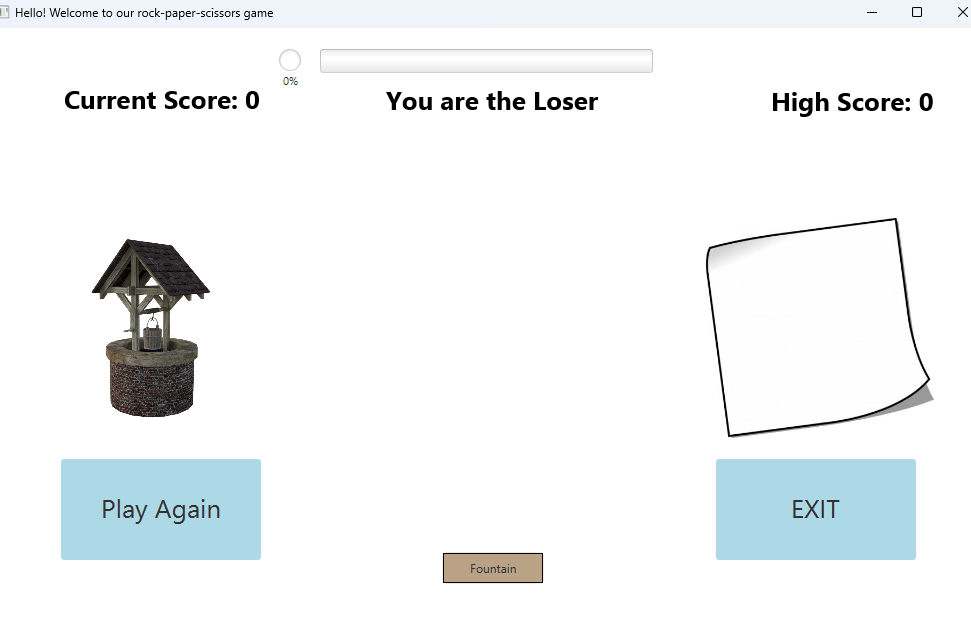 Hello! Welcome to our rock-paper-scissors game
0%
Current Score: 0
You are the Loser
High Score: 0
Play Again
EXIT
Fountain